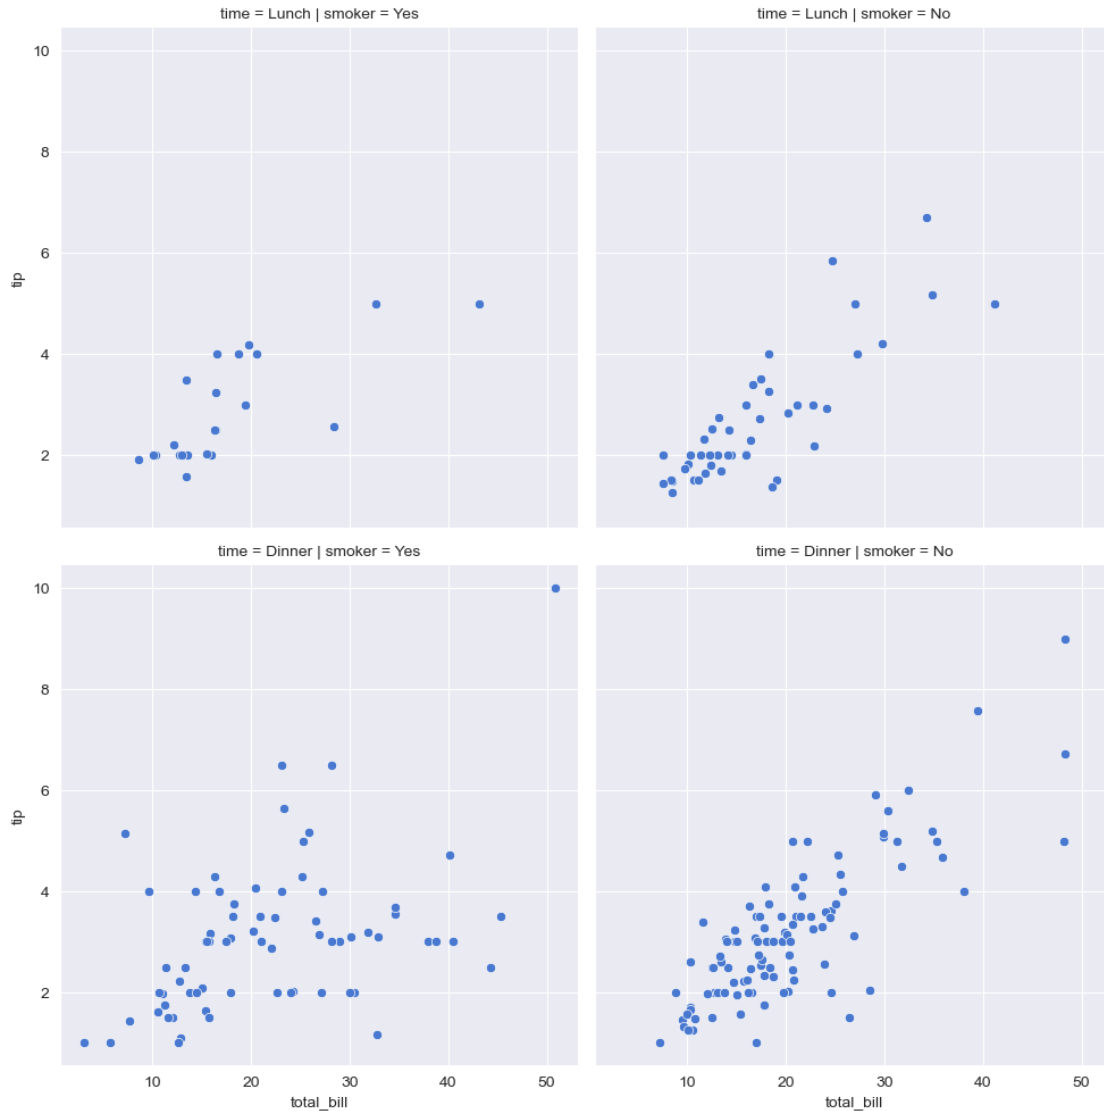 time = Lunch | smoker = Yes
time = Lunch | smoker = No
10
8
6
4
2
tip
time = Dinner | smoker = Yes
time = Dinner | smoker = No
10
8
6
4
2
tip
10 20 30 40 50
10 20 30 40 50
total_bill
total_bill